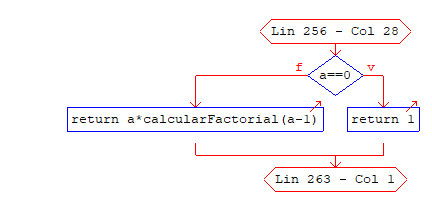 Lin 256 - Col 28
f
a==0
v
return a*calcularFactorial(a-1)
return 1
Lin 263 - Col 1